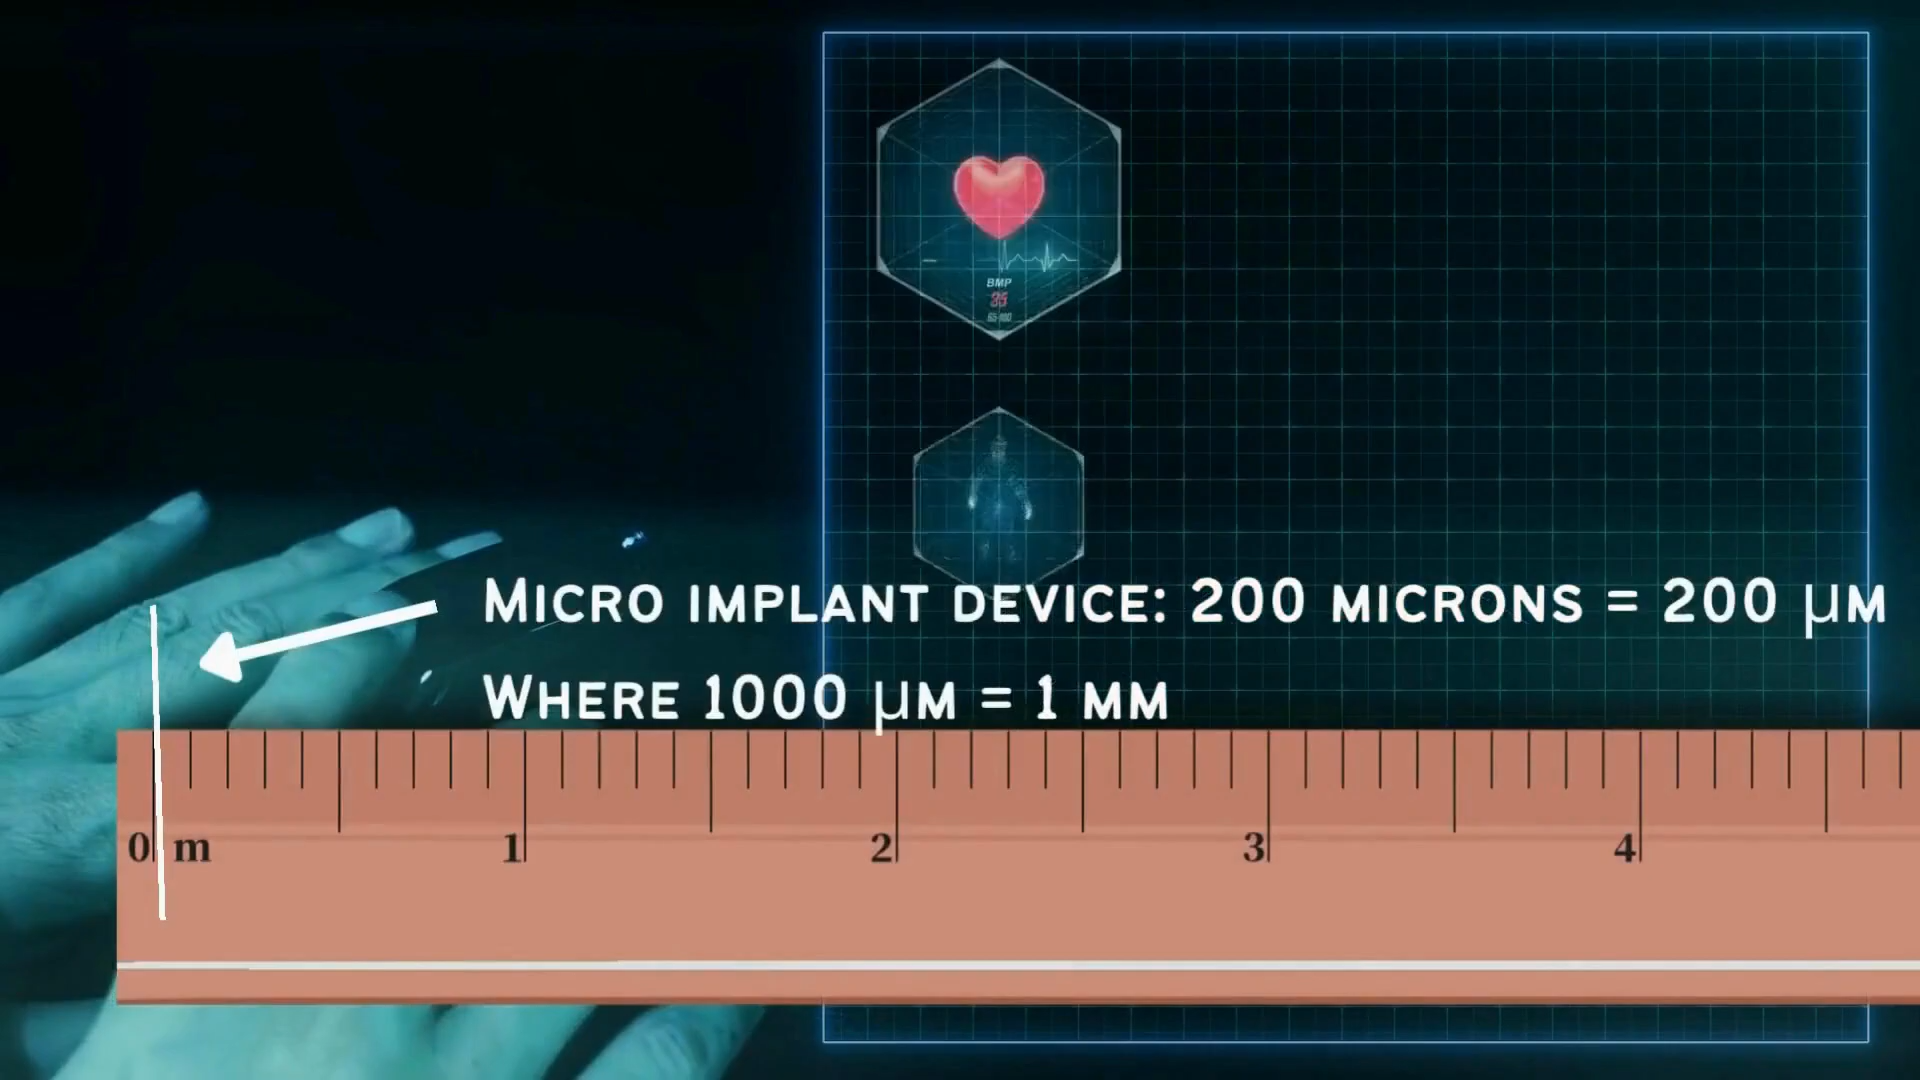 BMP
MICRO IMPLANT DEVICE: 200 MICRONS = 200 µM
WHERE 1000 µM = 1 MM
0 m 1 2 3 4